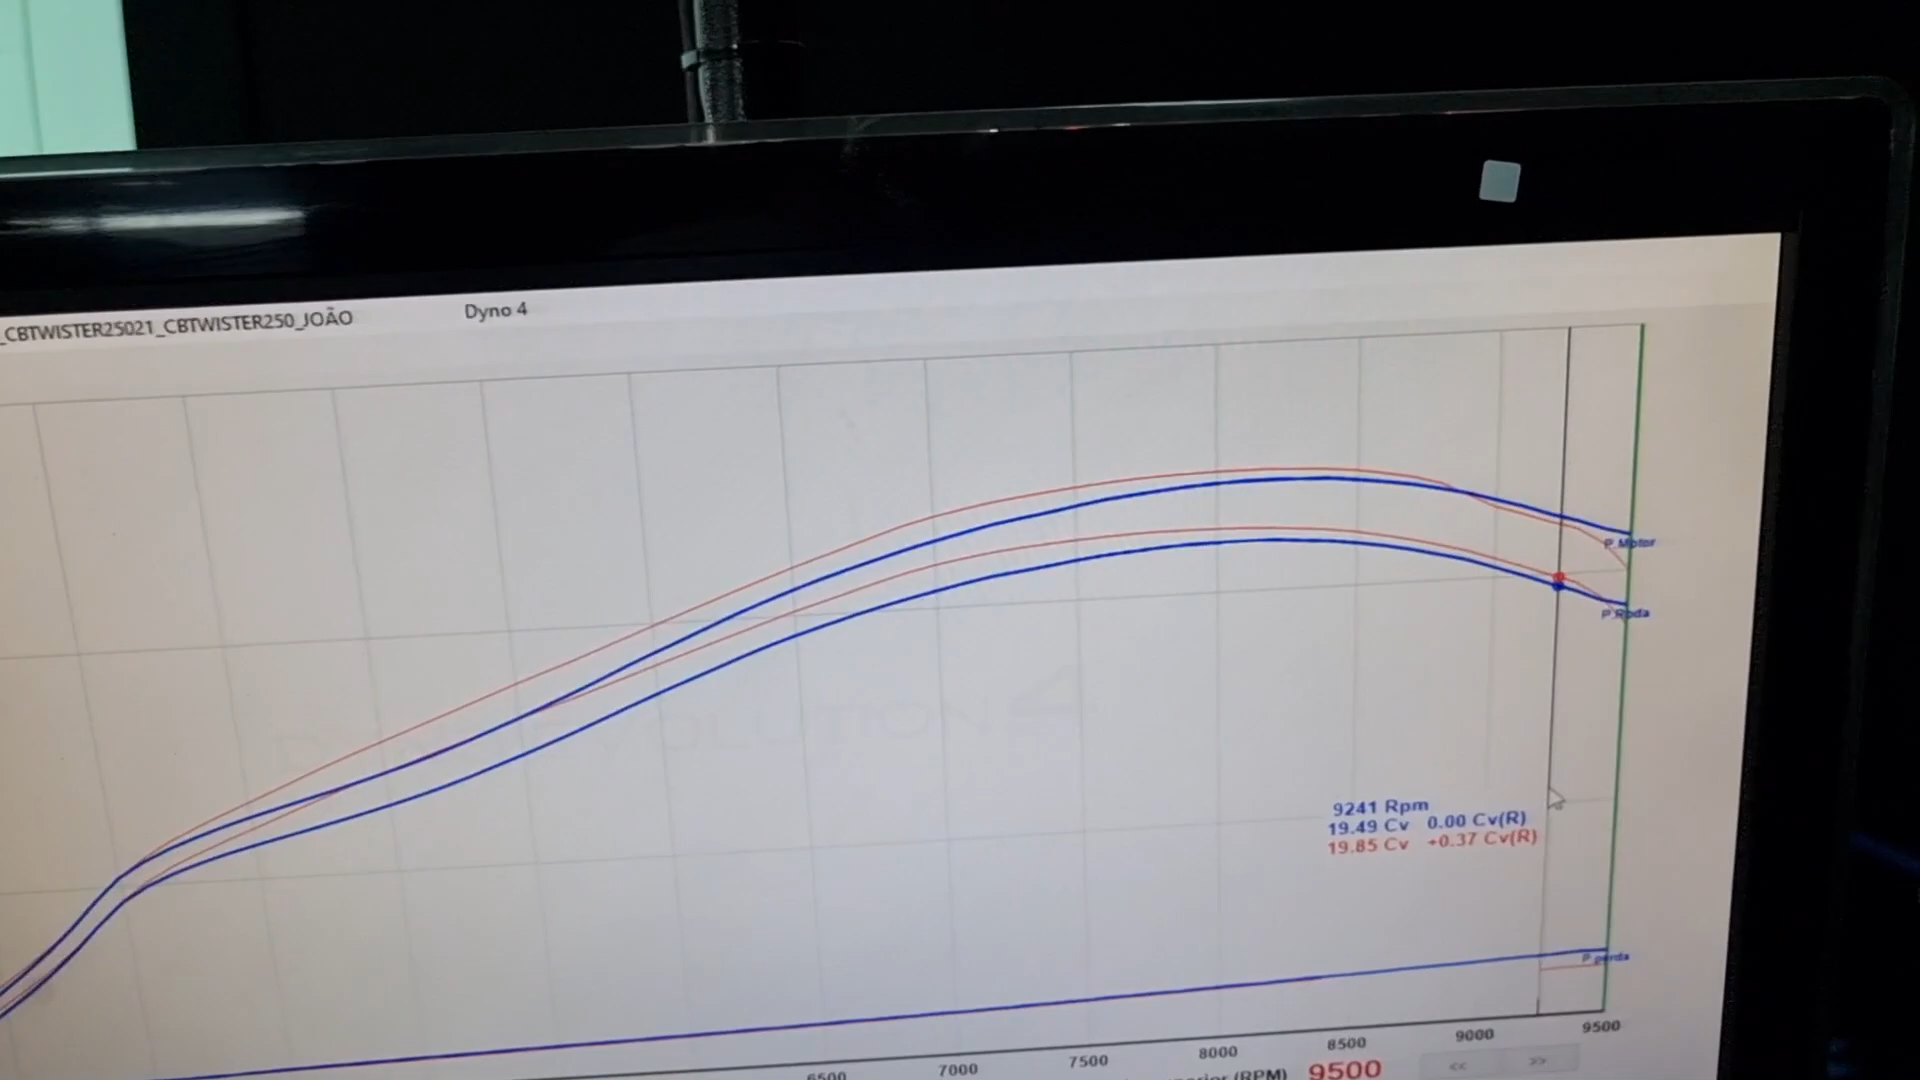 _CBTWISTER25021_CBTWISTER250_JOÃO
Dyno 4
P.Motor
P.Roda
9241 Rpm
19.49 Cv 0.00 Cv(R)
19.85 Cv +0.37 Cv(R)
P.perda
6500 7000 7500 8000 8500 9000 9500
(RPM) 9500 << >>